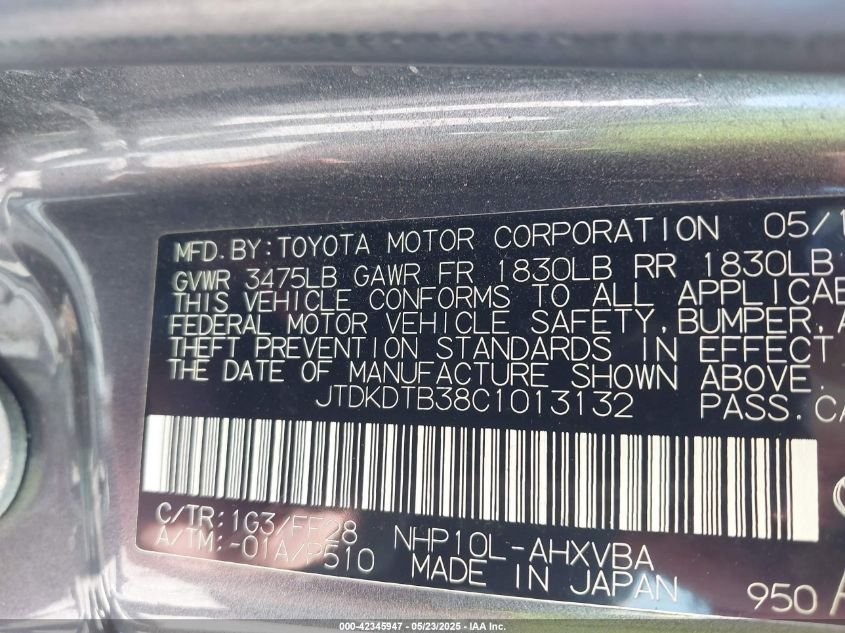 MFD.BY:TOYOTA MOTOR CORPORATION 05/1
GVWR 3475LB GAWR FR 1830LB RR 1830LB
THIS VEHICLE CONFORMS TO ALL APPLICAB
FEDERAL MOTOR VEHICLE SAFETY,BUMPER,A
THEFT PREVENTION STANDARDS IN EFFECT
THE DATE OF MANUFACTURE SHOWN ABOVE.
JTDKDTB38C1013132 PASS.CA
C/TR:1G3/FF28 NHP10L-AHXVBA
A/TM:-01A/P510 MADE IN JAPAN 950 A
000-42345947 - 05/23/2025 - IAA Inc.